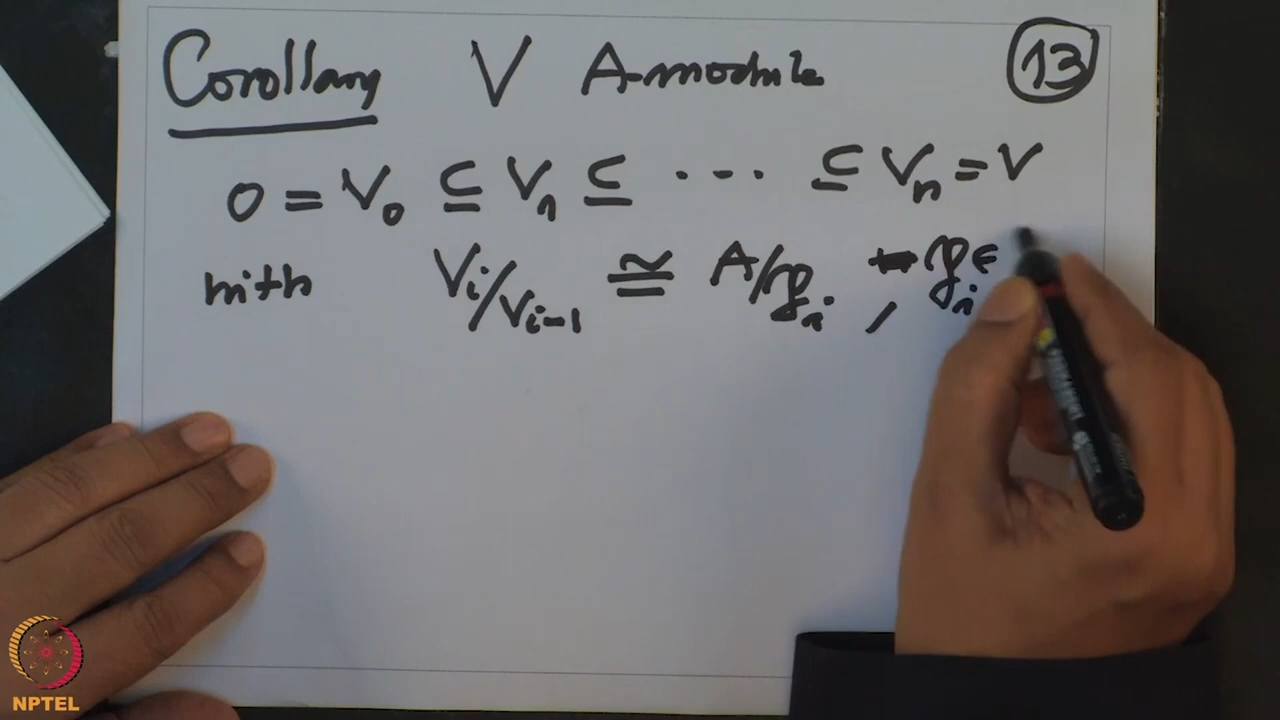 Corollary V A-module 13
0 = V₀ ⊆ V₁ ⊆ ... ⊆ Vₙ = V
with Vᵢ/Vᵢ₋₁ ≅ A/𝔭ᵢ , 𝔭ᵢ ∈
NPTEL